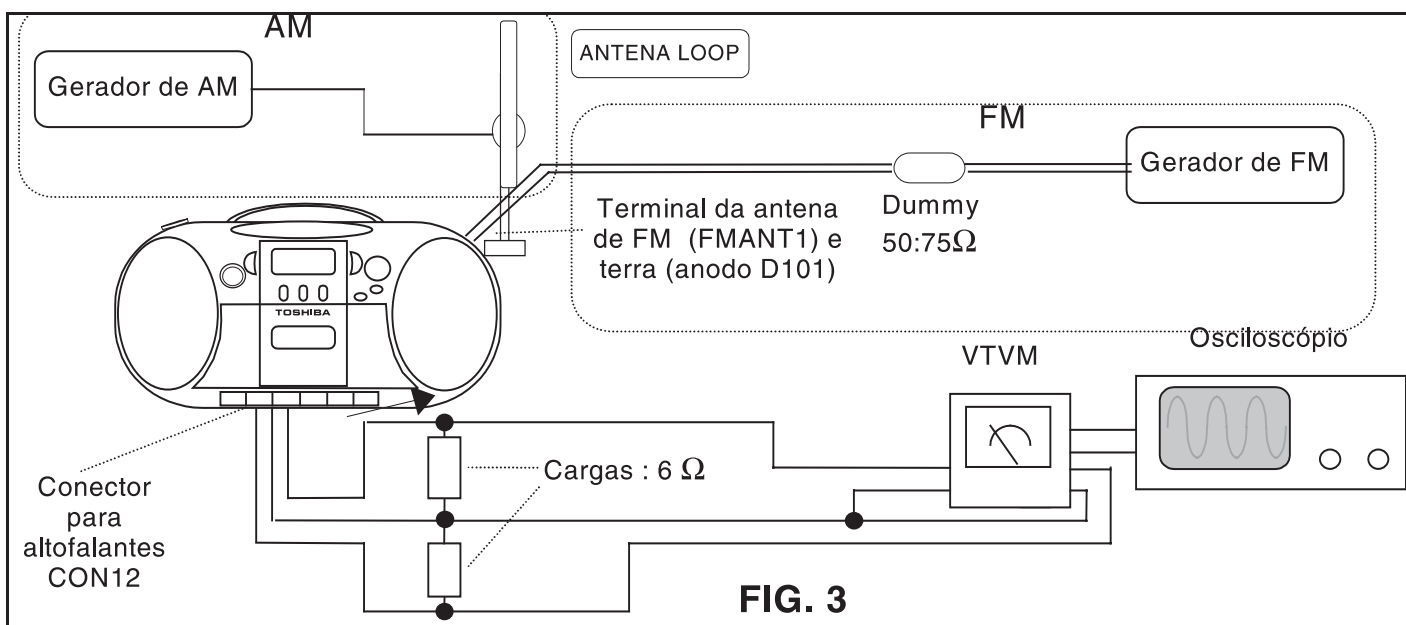 AM
ANTENA LOOP
Gerador de AM
FM
Gerador de FM
Terminal da antena
de FM (FMANT1) e
terra (anodo D101)
Dummy
50:75Ω
TOSHIBA
VTVM
Osciloscópio
Conector
para
altofalantes
CON12
Cargas : 6 Ω
FIG. 3